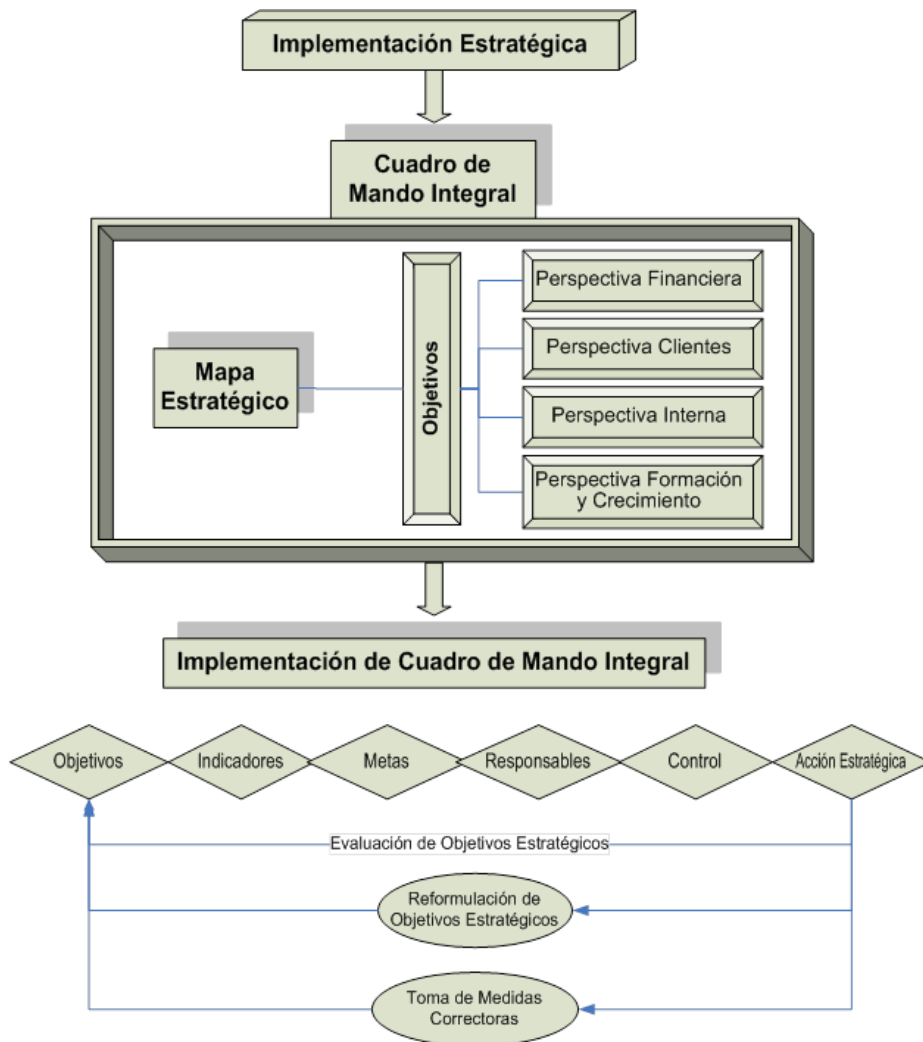 Implementación Estratégica
Cuadro de
Mando Integral
Mapa
Estratégico
Objetivos
Perspectiva Financiera
Perspectiva Clientes
Perspectiva Interna
Perspectiva Formación
y Crecimiento
Implementación de Cuadro de Mando Integral
Objetivos
Indicadores
Metas
Responsables
Control
Acción Estratégica
Evaluación de Objetivos Estratégicos
Reformulación de
Objetivos Estratégicos
Toma de Medidas
Correctoras